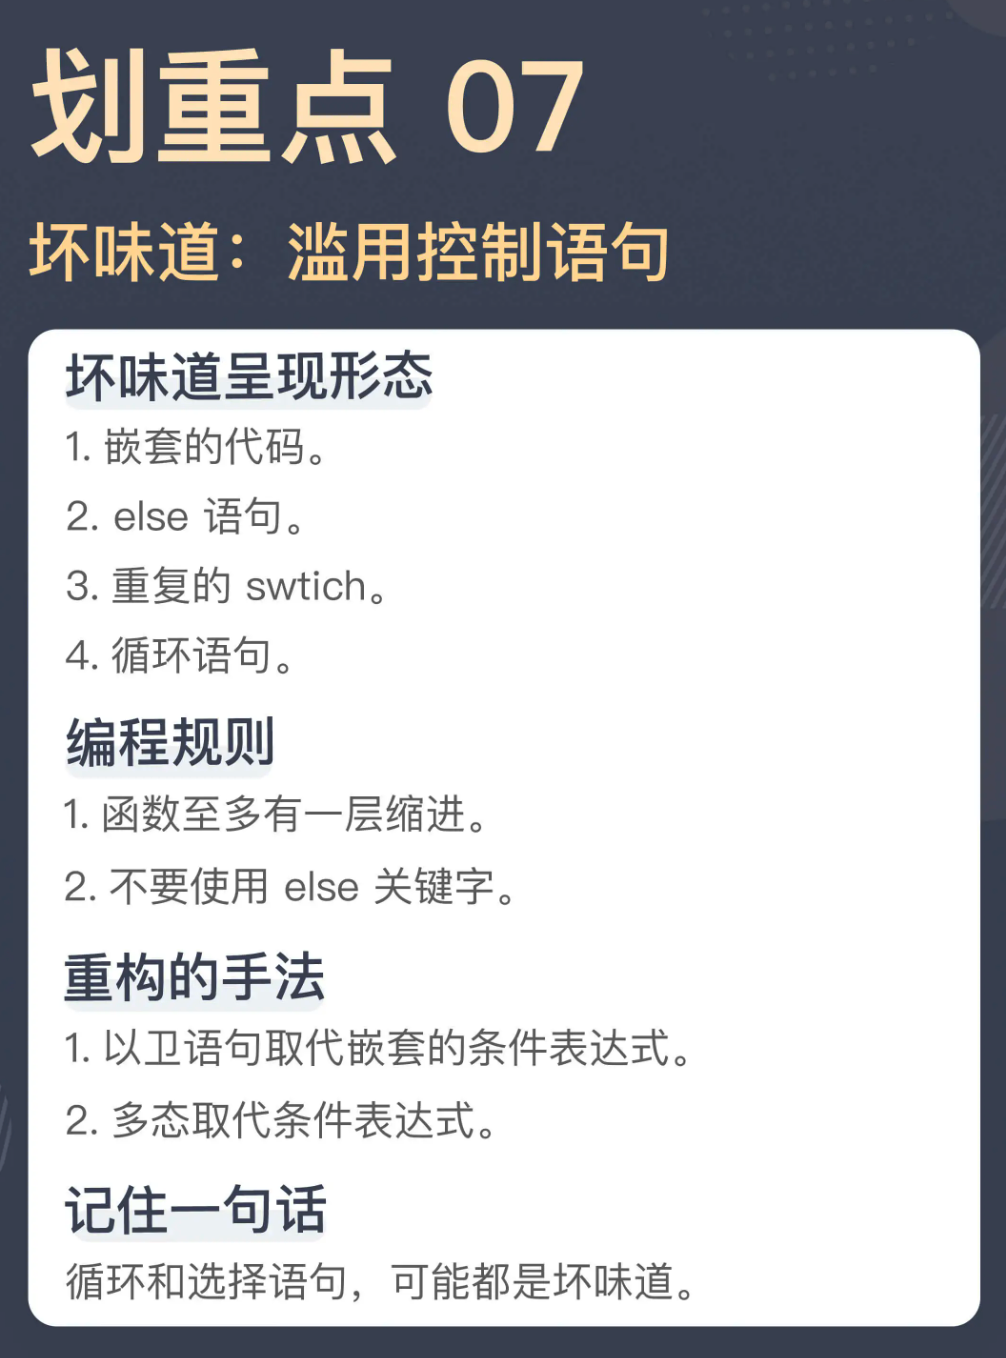 划重点 07
坏味道：滥用控制语句
坏味道呈现形态
1. 嵌套的代码。
2. else 语句。
3. 重复的 swtich。
4. 循环语句。
编程规则
1. 函数至多有一层缩进。
2. 不要使用 else 关键字。
重构的手法
1. 以卫语句取代嵌套的条件表达式。
2. 多态取代条件表达式。
记住一句话
循环和选择语句，可能都是坏味道。